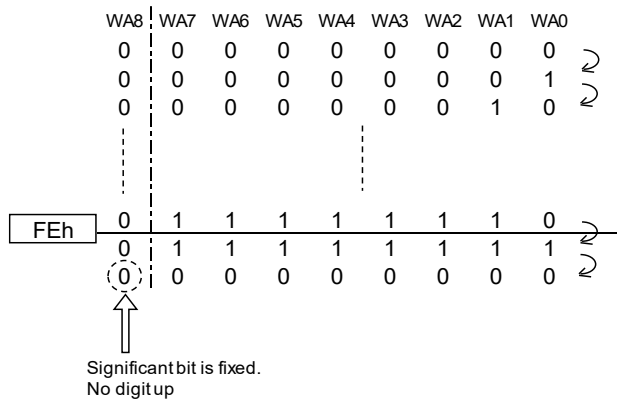 WA8 WA7 WA6 WA5 WA4 WA3 WA2 WA1 WA0
0 0 0 0 0 0 0 0 0
0 0 0 0 0 0 0 0 1
0 0 0 0 0 0 0 1 0
FEh 0 1 1 1 1 1 1 1 0
0 1 1 1 1 1 1 1 1
0 0 0 0 0 0 0 0 0
Significant bit is fixed.
No digit up